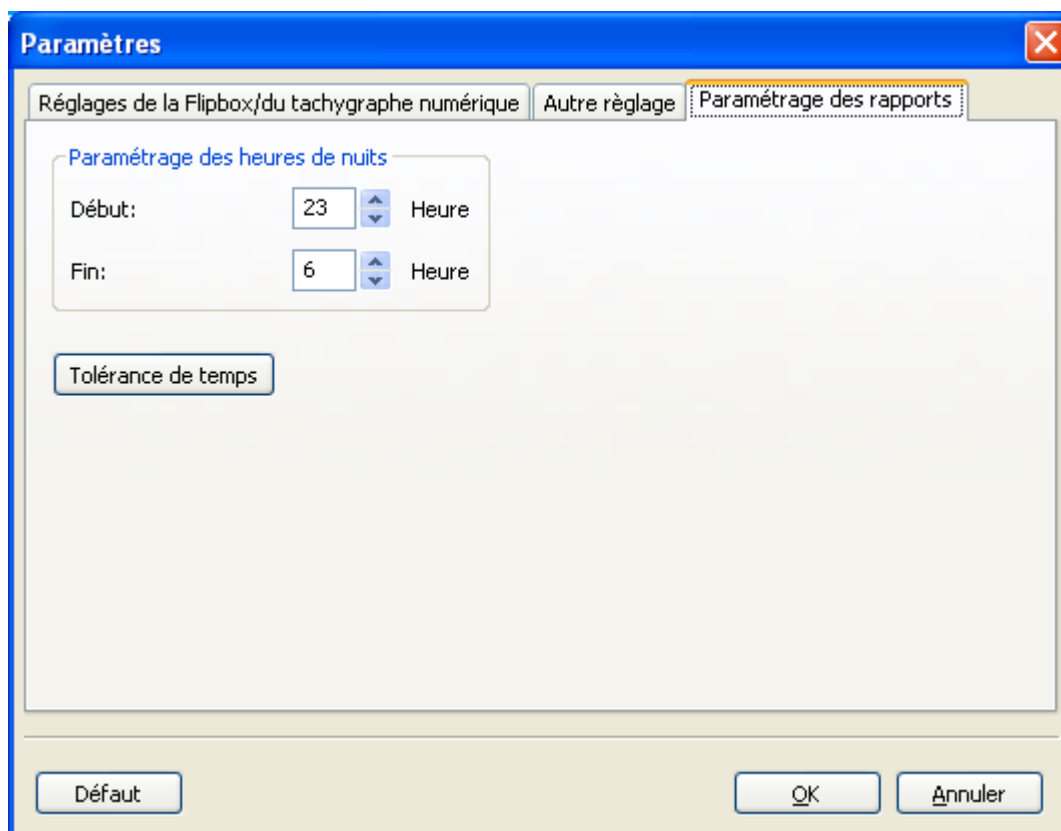 Paramètres
Réglages de la Flipbox/du tachygraphe numérique Autre règlage Paramétrage des rapports
Paramétrage des heures de nuits
Début: 23 Heure
Fin: 6 Heure
Tolérance de temps
Défaut OK Annuler